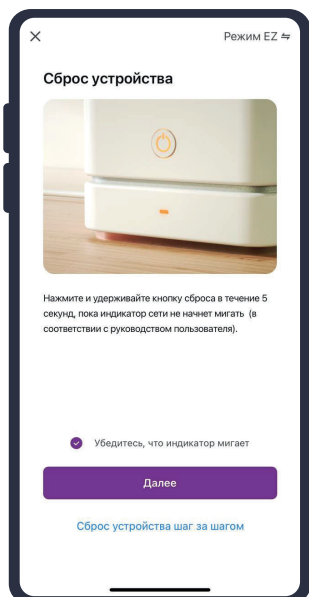 Режим EZ
Сброс устройства
Нажмите и удерживайте кнопку сброса в течение 5
секунд, пока индикатор сети не начнет мигать (в
соответствии с руководством пользователя).
Убедитесь, что индикатор мигает
Далее
Сброс устройства шаг за шагом